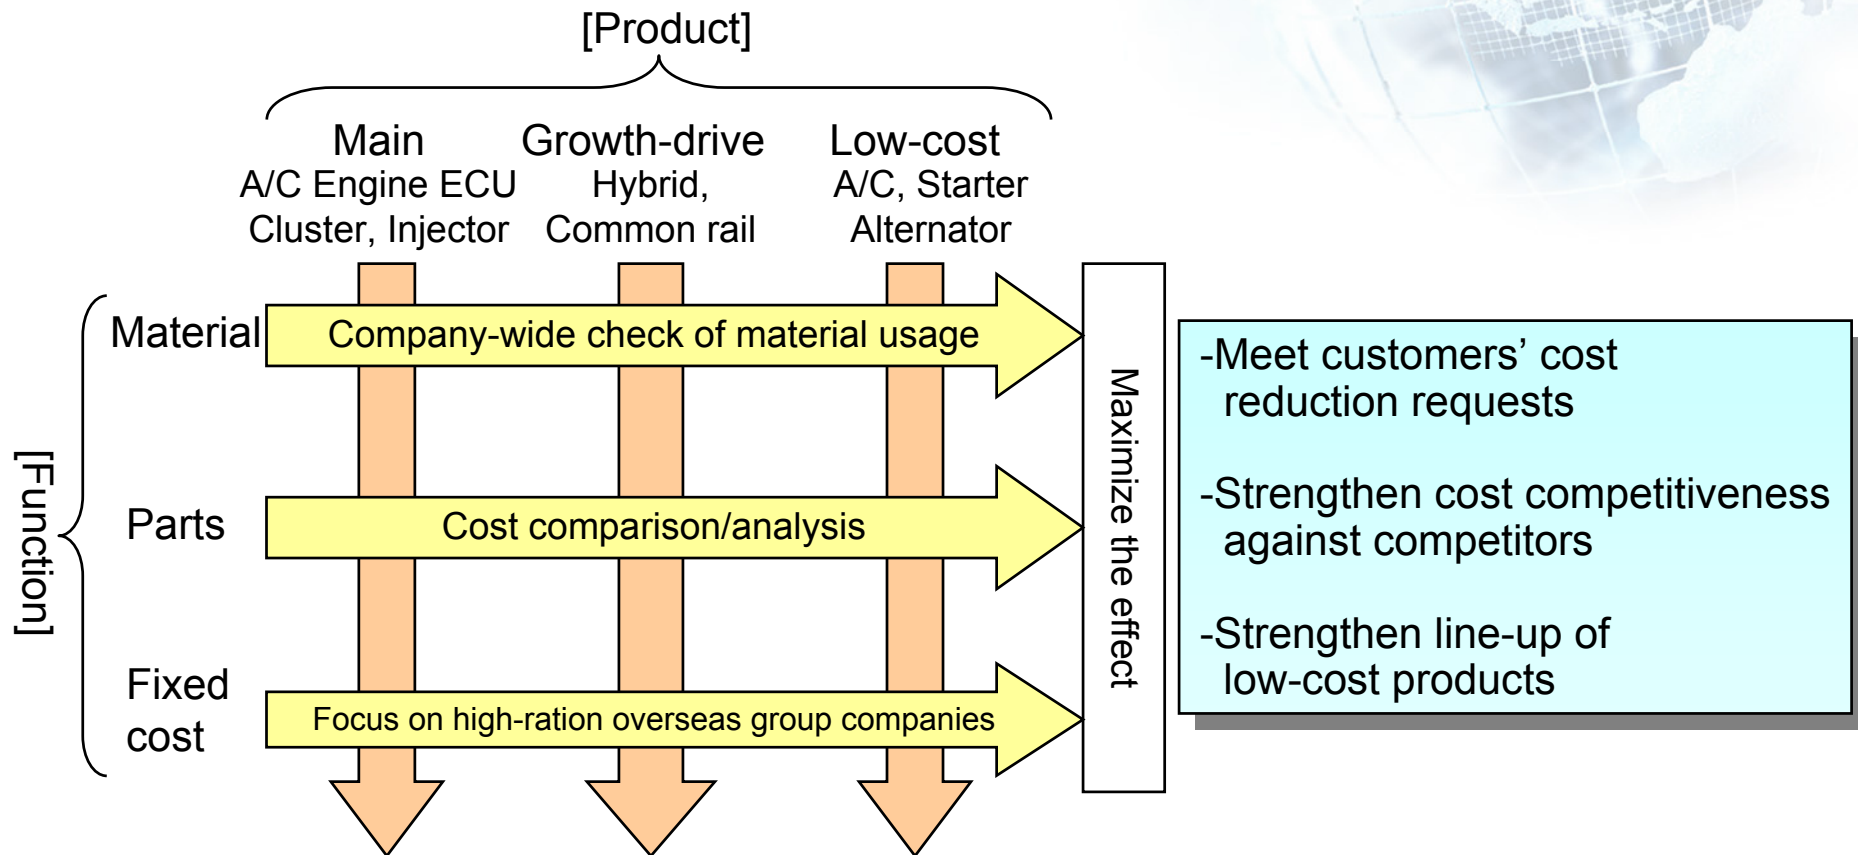 [Product]
Main
A/C Engine ECU
Cluster, Injector
Growth-drive
Hybrid,
Common rail
Low-cost
A/C, Starter
Alternator
[Function]
Material
Company-wide check of material usage
Parts
Cost comparison/analysis
Fixed
cost
Focus on high-ration overseas group companies
Maximize the effect
-Meet customers’ cost
reduction requests
-Strengthen cost competitiveness
against competitors
-Strengthen line-up of
low-cost products